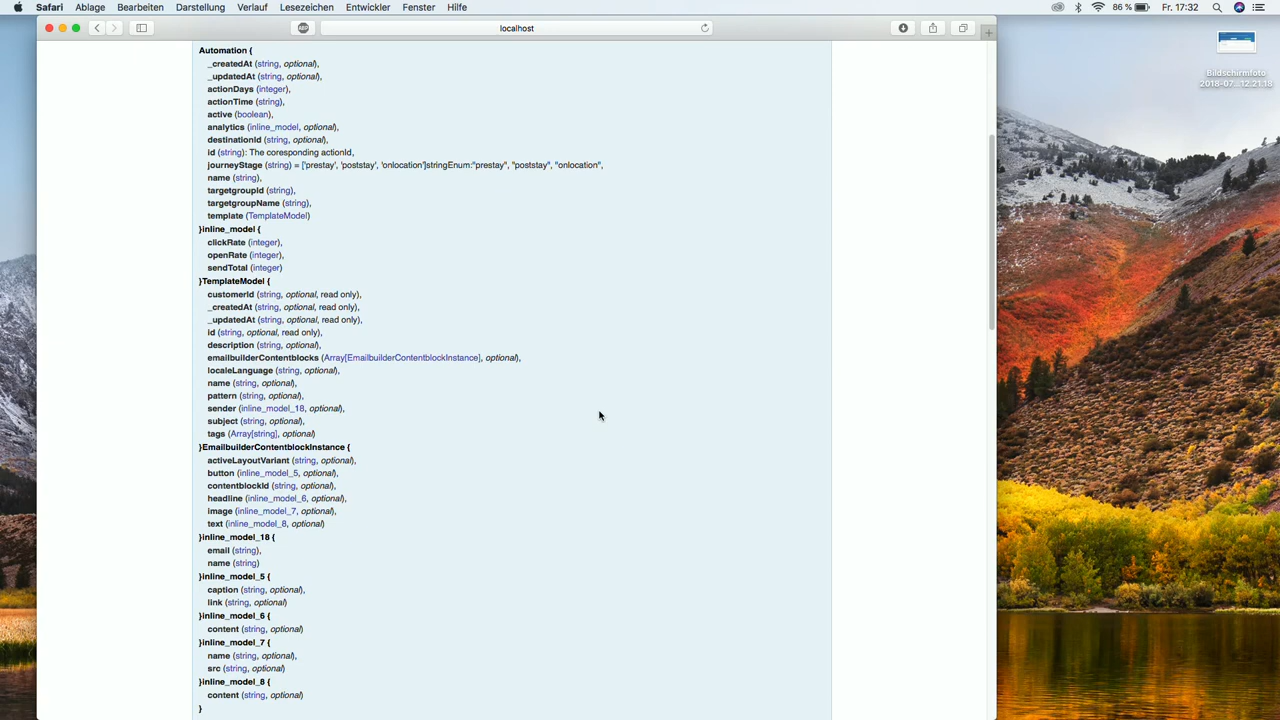 Safari Ablage Bearbeiten Darstellung Verlauf Lesezeichen Entwickler Fenster Hilfe 86 % Fr. 17:32
ABP localhost
Bildschirmfoto
2018-07...12.21.18
Automation {
_createdAt (string, optional),
_updatedAt (string, optional),
actionDays (integer),
actionTime (string),
active (boolean),
analytics (inline_model, optional),
destinationId (string, optional),
id (string): The coresponding actionId,
journeyStage (string) = ['prestay', 'poststay', 'onlocation']stringEnum:"prestay", "poststay", "onlocation",
name (string),
targetgroupId (string),
targetgroupName (string),
template (TemplateModel)
}inline_model {
clickRate (integer),
openRate (integer),
sendTotal (integer)
}TemplateModel {
customerId (string, optional, read only),
_createdAt (string, optional, read only),
_updatedAt (string, optional, read only),
id (string, optional, read only),
description (string, optional),
emailbuilderContentblocks (Array[EmailbuilderContentblockInstance], optional),
localeLanguage (string, optional),
name (string, optional),
pattern (string, optional),
sender (inline_model_18, optional),
subject (string, optional),
tags (Array[string], optional)
}EmailbuilderContentblockInstance {
activeLayoutVariant (string, optional),
button (inline_model_5, optional),
contentblockId (string, optional),
headline (inline_model_6, optional),
image (inline_model_7, optional),
text (inline_model_8, optional)
}inline_model_18 {
email (string),
name (string)
}inline_model_5 {
caption (string, optional),
link (string, optional)
}inline_model_6 {
content (string, optional)
}inline_model_7 {
name (string, optional),
src (string, optional)
}inline_model_8 {
content (string, optional)
}